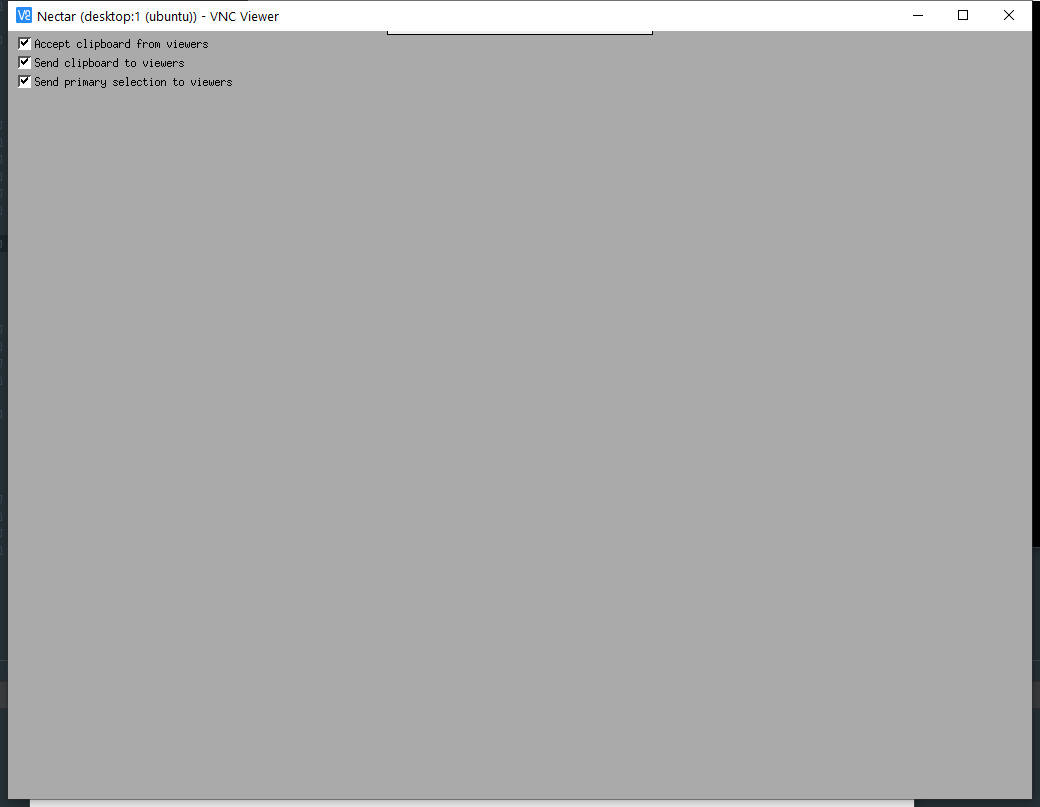 Nectar (desktop:1 (ubuntu)) - VNC Viewer
Accept clipboard from viewers
Send clipboard to viewers
Send primary selection to viewers